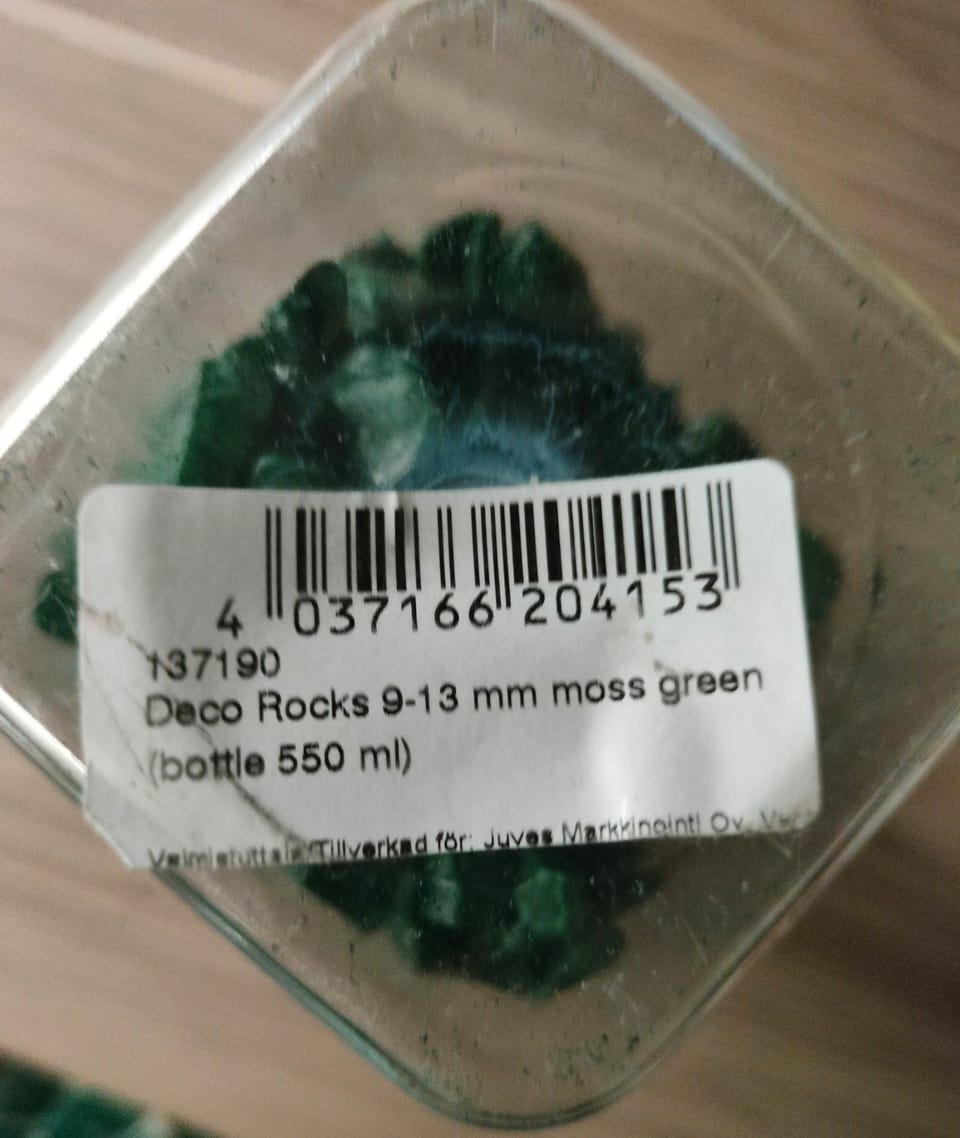 4 037166 204153
137190
Deco Rocks 9-13 mm moss green
(bottle 550 ml)
Tillverkad för: Juves Markkinointi Oy,